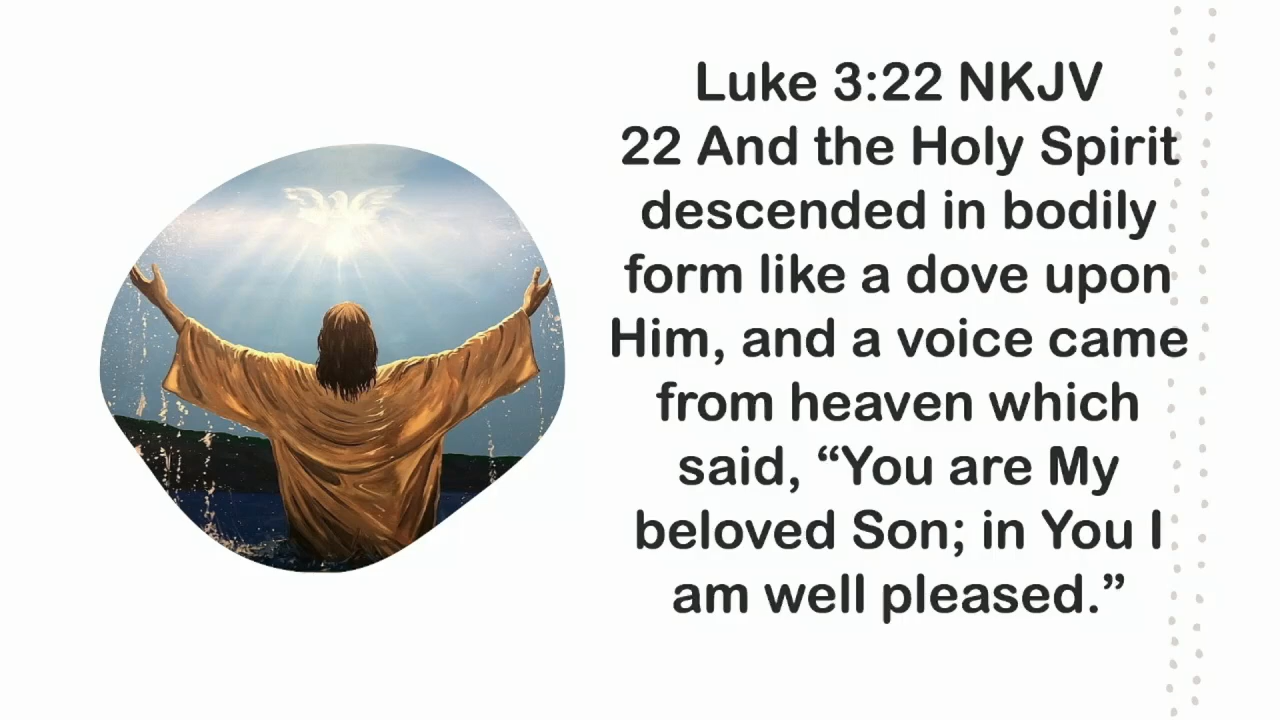 Luke 3:22 NKJV
22 And the Holy Spirit
descended in bodily
form like a dove upon
Him, and a voice came
from heaven which
said, “You are My
beloved Son; in You I
am well pleased.”